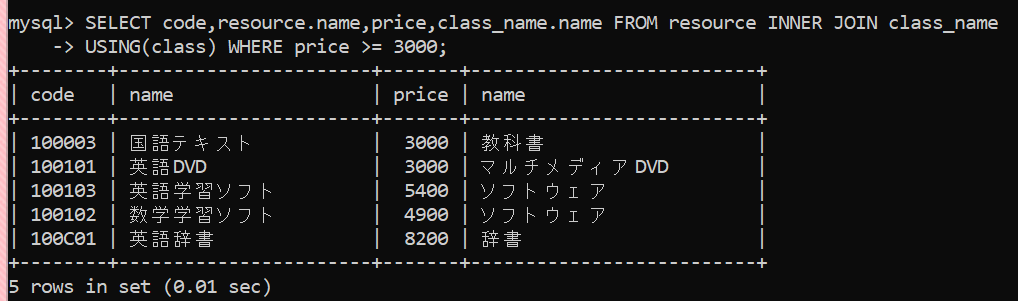 mysql> SELECT code,resource.name,price,class_name.name FROM resource INNER JOIN class_name
    -> USING(class) WHERE price >= 3000;
+--------+----------------------+-------+------------------------+
| code   | name                 | price | name                   |
+--------+----------------------+-------+------------------------+
| 100003 | 国語テキスト         |  3000 | 教科書                 |
| 100101 | 英語DVD              |  3000 | マルチメディアDVD      |
| 100103 | 英語学習ソフト       |  5400 | ソフトウェア           |
| 100102 | 数学学習ソフト       |  4900 | ソフトウェア           |
| 100C01 | 英語辞書             |  8200 | 辞書                   |
+--------+----------------------+-------+------------------------+
5 rows in set (0.01 sec)